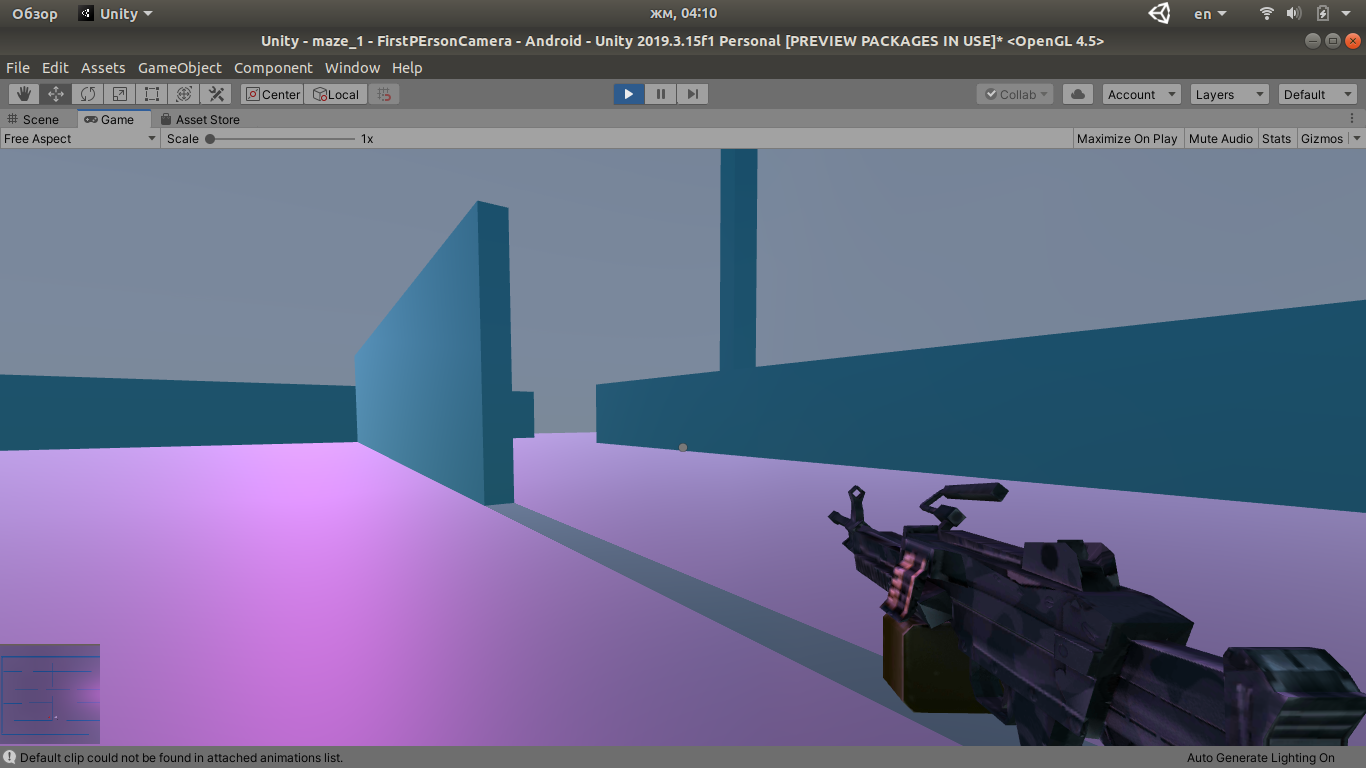 Обзор Unity жм, 04:10 en
Unity - maze_1 - FirstPErsonCamera - Android - Unity 2019.3.15f1 Personal [PREVIEW PACKAGES IN USE]* <OpenGL 4.5>
File Edit Assets GameObject Component Window Help
Center Local Collab Account Layers Default
Scene Game Asset Store
Free Aspect Scale 1x Maximize On Play Mute Audio Stats Gizmos
Default clip could not be found in attached animations list. Auto Generate Lighting On